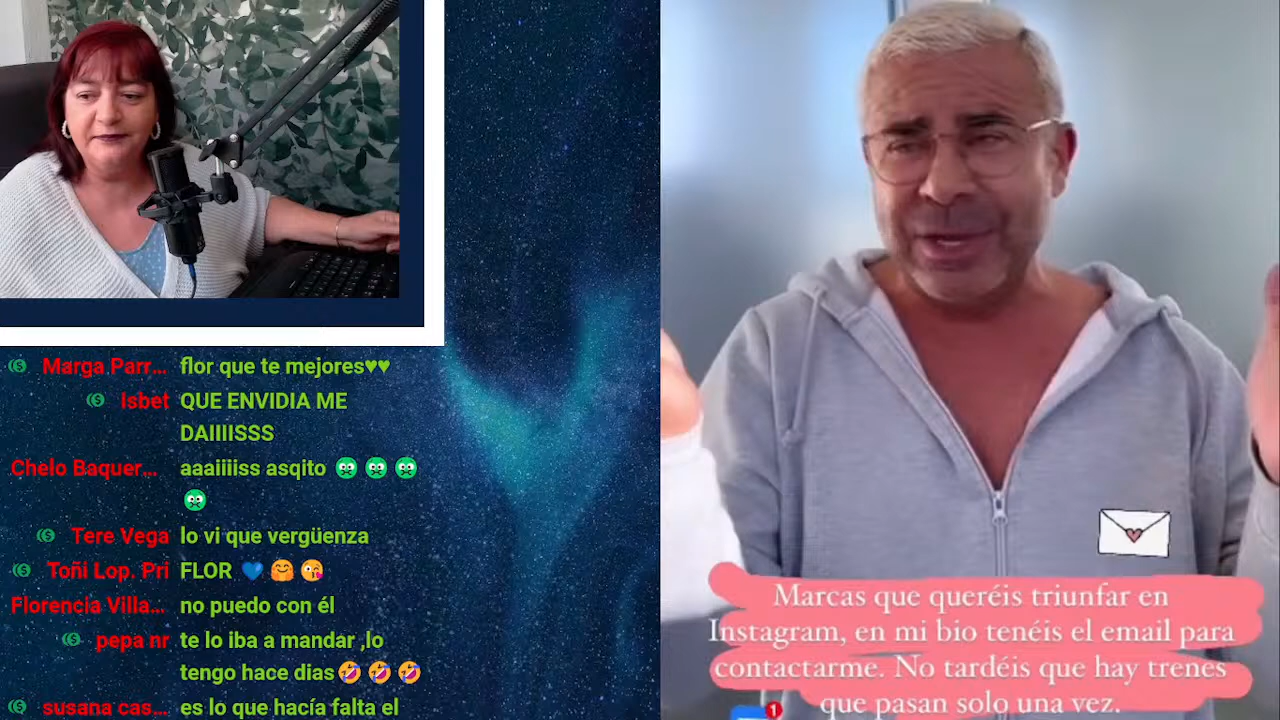 Marga Parr... flor que te mejores♥♥
Isbet QUE ENVIDIA ME
DAIIIISSS
Chelo Baquer... aaaiiiiiss asqito 🤢🤢🤢
🤢
Tere Vega lo vi que vergüenza
Toñi Lop. Pri FLOR 💙🤗😘
Florencia Villa... no puedo con él
pepa nr te lo iba a mandar ,lo
tengo hace dias🤣🤣🤣
susana cas... es lo que hacía falta el
Marcas que queréis triunfar en
Instagram, en mi bio tenéis el email para
contactarme. No tardéis que hay trenes
que pasan solo una vez.
1